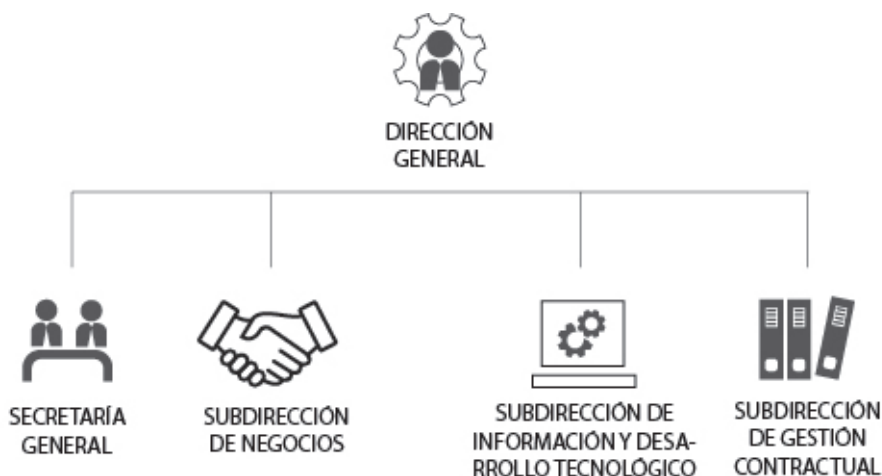 DIRECCIÓN
GENERAL
SECRETARÍA
GENERAL
SUBDIRECCIÓN
DE NEGOCIOS
SUBDIRECCIÓN DE
INFORMACIÓN Y DESA-
RROLLO TECNOLÓGICO
SUBDIRECCIÓN
DE GESTIÓN
CONTRACTUAL